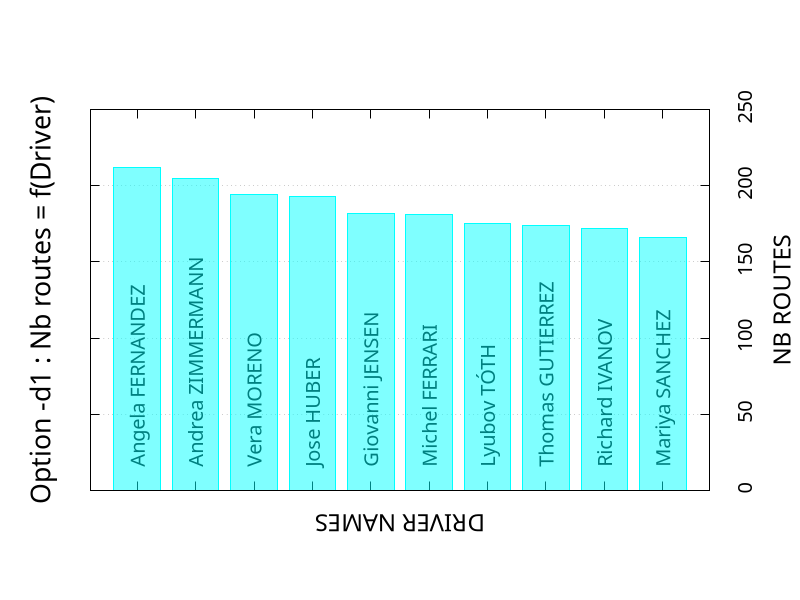 Option -d1 : Nb routes = f(Driver)
Angela FERNANDEZ
Andrea ZIMMERMANN
Vera MORENO
Jose HUBER
Giovanni JENSEN
Michel FERRARI
Lyubov TÓTH
Thomas GUTIERREZ
Richard IVANOV
Mariya SANCHEZ
DRIVER NAMES
0
50
100
150
200
250
NB ROUTES